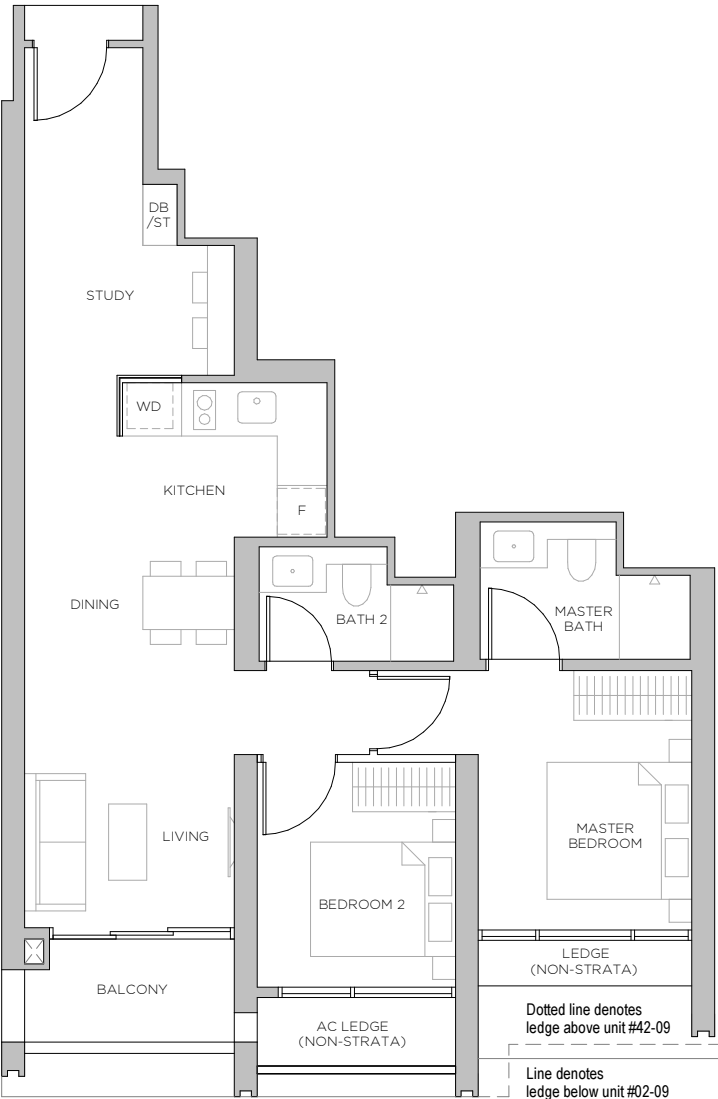 DB
/ST
STUDY
WD
KITCHEN
F
DINING
BATH 2
MASTER
BATH
LIVING
MASTER
BEDROOM
BEDROOM 2
LEDGE
(NON-STRATA)
BALCONY
AC LEDGE
(NON-STRATA)
Dotted line denotes
ledge above unit #42-09
Line denotes
ledge below unit #02-09